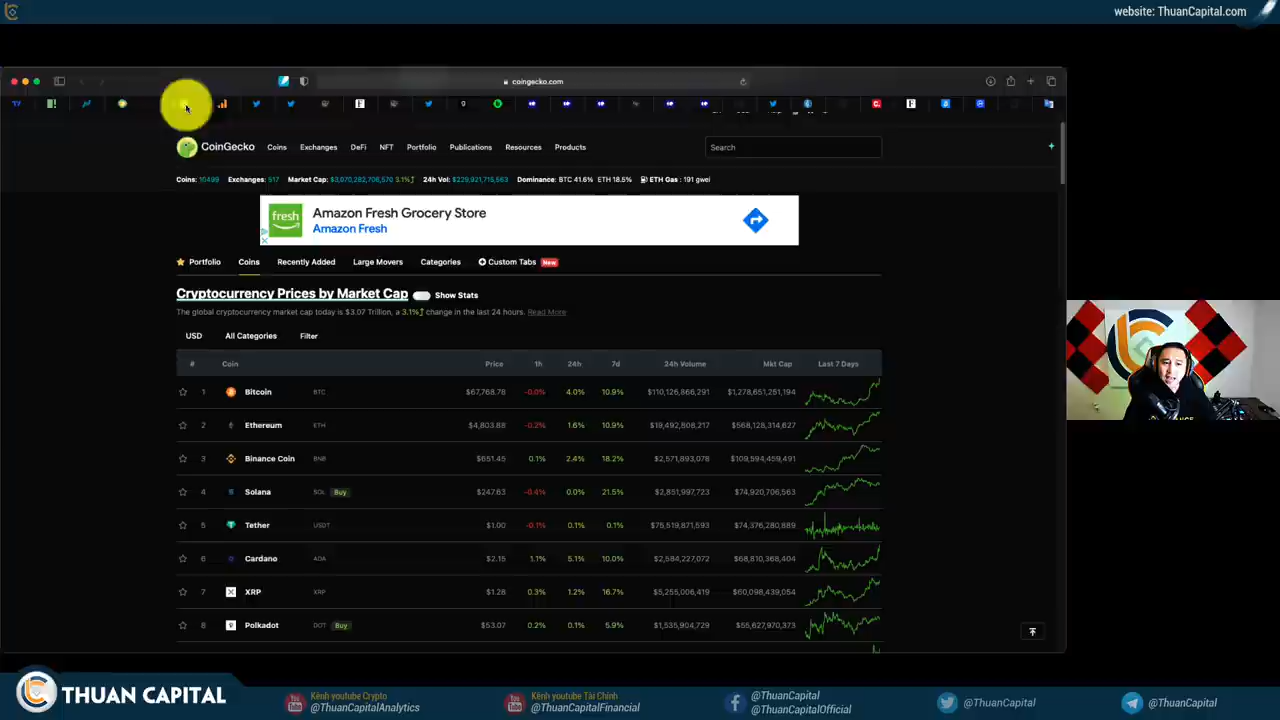 website: ThuanCapital.com
coingecko.com
CoinGecko Coins Exchanges DeFi NFT Portfolio Publications Resources Products Search
Coins: 10499 Exchanges: 517 Market Cap: $3,070,282,706,570 3.1% 24h Vol: $229,921,715,563 Dominance: BTC 41.6% ETH 18.5% ETH Gas: 191 gwei
fresh Amazon Fresh Grocery Store
Amazon Fresh
Portfolio Coins Recently Added Large Movers Categories Custom Tabs New
Cryptocurrency Prices by Market Cap Show Stats
The global cryptocurrency market cap today is $3.07 Trillion, a 3.1% change in the last 24 hours. Read More
USD All Categories Filter
# Coin Price 1h 24h 7d 24h Volume Mkt Cap Last 7 Days
1 Bitcoin BTC $67,768.78 -0.0% 4.0% 10.9% $110,126,866,291 $1,278,651,251,194
2 Ethereum ETH $4,803.88 -0.2% 1.6% 10.9% $19,492,808,217 $568,128,314,627
3 Binance Coin BNB $651.45 0.1% 2.4% 18.2% $2,571,893,078 $109,594,459,491
4 Solana SOL Buy $247.63 -0.4% 0.0% 21.5% $2,851,997,723 $74,920,706,563
5 Tether USDT $1.00 -0.1% 0.1% 0.1% $75,519,871,593 $74,376,280,889
6 Cardano ADA $2.15 1.1% 5.1% 10.0% $2,584,227,072 $68,810,368,404
7 XRP XRP $1.28 0.3% 1.2% 16.7% $5,255,006,419 $60,098,439,054
8 Polkadot DOT Buy $53.07 0.2% 0.1% 5.9% $1,535,904,729 $55,627,970,373
THUAN CAPITAL
Kênh youtube Crypto
@ThuanCapitalAnalytics
Kênh youtube Tài Chính
@ThuanCapitalFinancial
@ThuanCapital
@ThuanCapitalOfficial
@ThuanCapital
@ThuanCapital